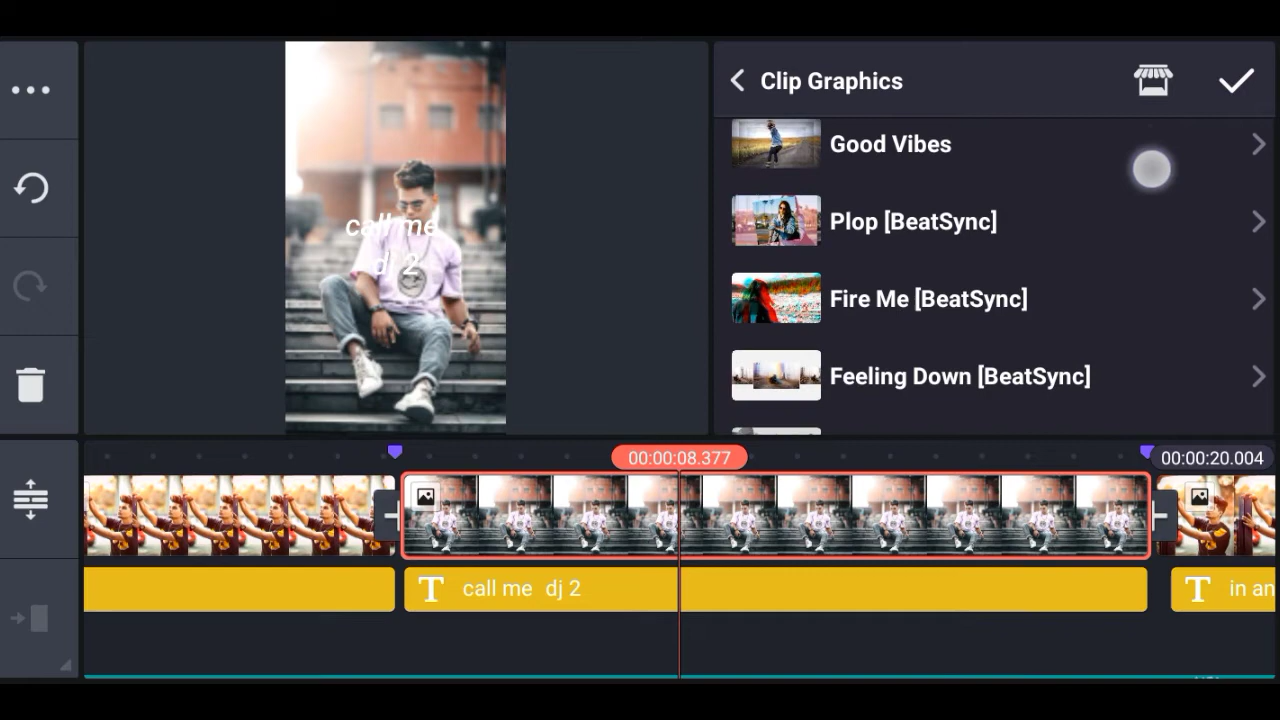 Clip Graphics
Good Vibes
call me
dj 2
Plop [BeatSync]
Fire Me [BeatSync]
Feeling Down [BeatSync]
00:00:08.377
00:00:20.004
T call me dj 2
T in an